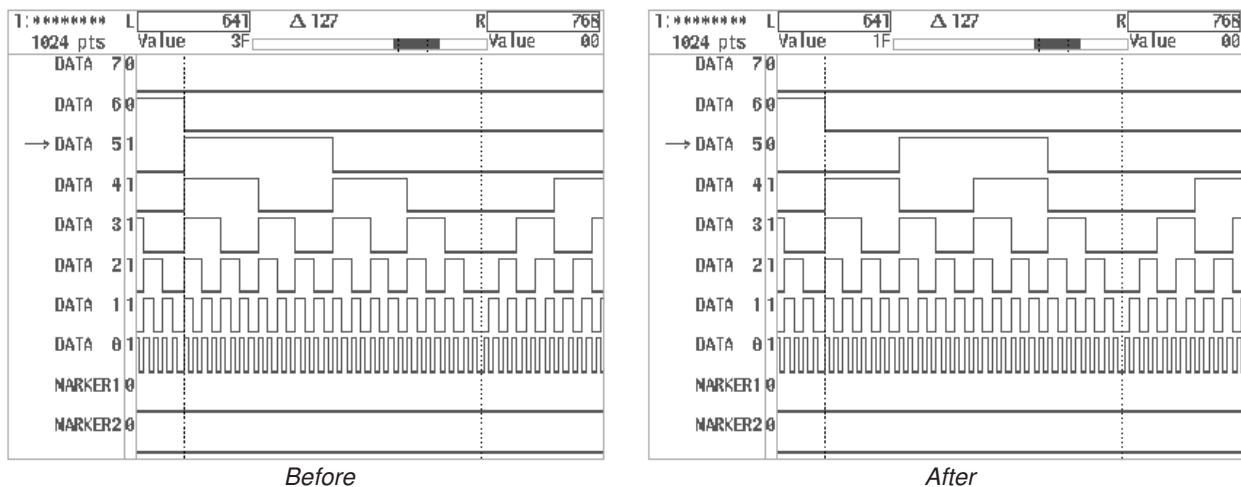 1:******** L 641 Δ 127 R 768
1024 pts Value 3F Value 00
DATA 7 0
DATA 6 0
→ DATA 5 1
DATA 4 1
DATA 3 1
DATA 2 1
DATA 1 1
DATA 0 1
MARKER1 0
MARKER2 0
Before
1:******** L 641 Δ 127 R 768
1024 pts Value 1F Value 00
DATA 7 0
DATA 6 0
→ DATA 5 0
DATA 4 1
DATA 3 1
DATA 2 1
DATA 1 1
DATA 0 1
MARKER1 0
MARKER2 0
After